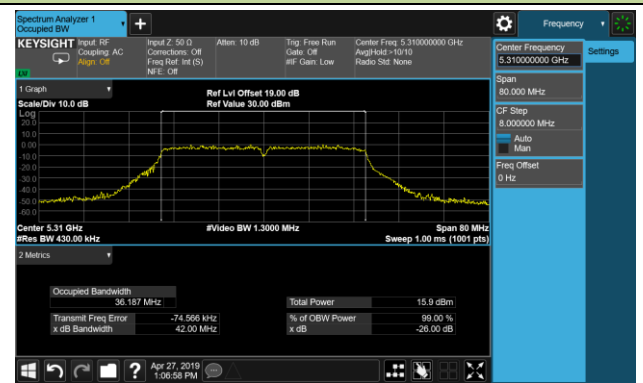 Spectrum Analyzer 1
Occupied BW
+
Frequency
KEYSIGHT
Input: RF
Coupling: AC
Align: Off
Input Z: 50 Ω
Corrections: Off
Freq Ref: Int (S)
NFE: Off
Atten: 10 dB
Trig: Free Run
Gate: Off
#IF Gain: Low
Center Freq: 5.310000000 GHz
Avg|Hold:>10/10
Radio Std: None
Center Frequency
5.310000000 GHz
Settings
Span
80.000 MHz
CF Step
8.000000 MHz
Auto
Man
Freq Offset
0 Hz
1 Graph
Scale/Div 10.0 dB
Ref Lvl Offset 19.00 dB
Ref Value 30.00 dBm
Log
20.0
10.0
0.00
-10.0
-20.0
-30.0
-40.0
-50.0
-60.0
Center 5.31 GHz
#Video BW 1.3000 MHz
Span 80 MHz
#Res BW 430.00 kHz
Sweep 1.00 ms (1001 pts)
2 Metrics
Occupied Bandwidth
36.187 MHz
Total Power 15.9 dBm
Transmit Freq Error -74.566 kHz
% of OBW Power 99.00 %
x dB Bandwidth 42.00 MHz
x dB -26.00 dB
?
Apr 27, 2019
1:06:58 PM